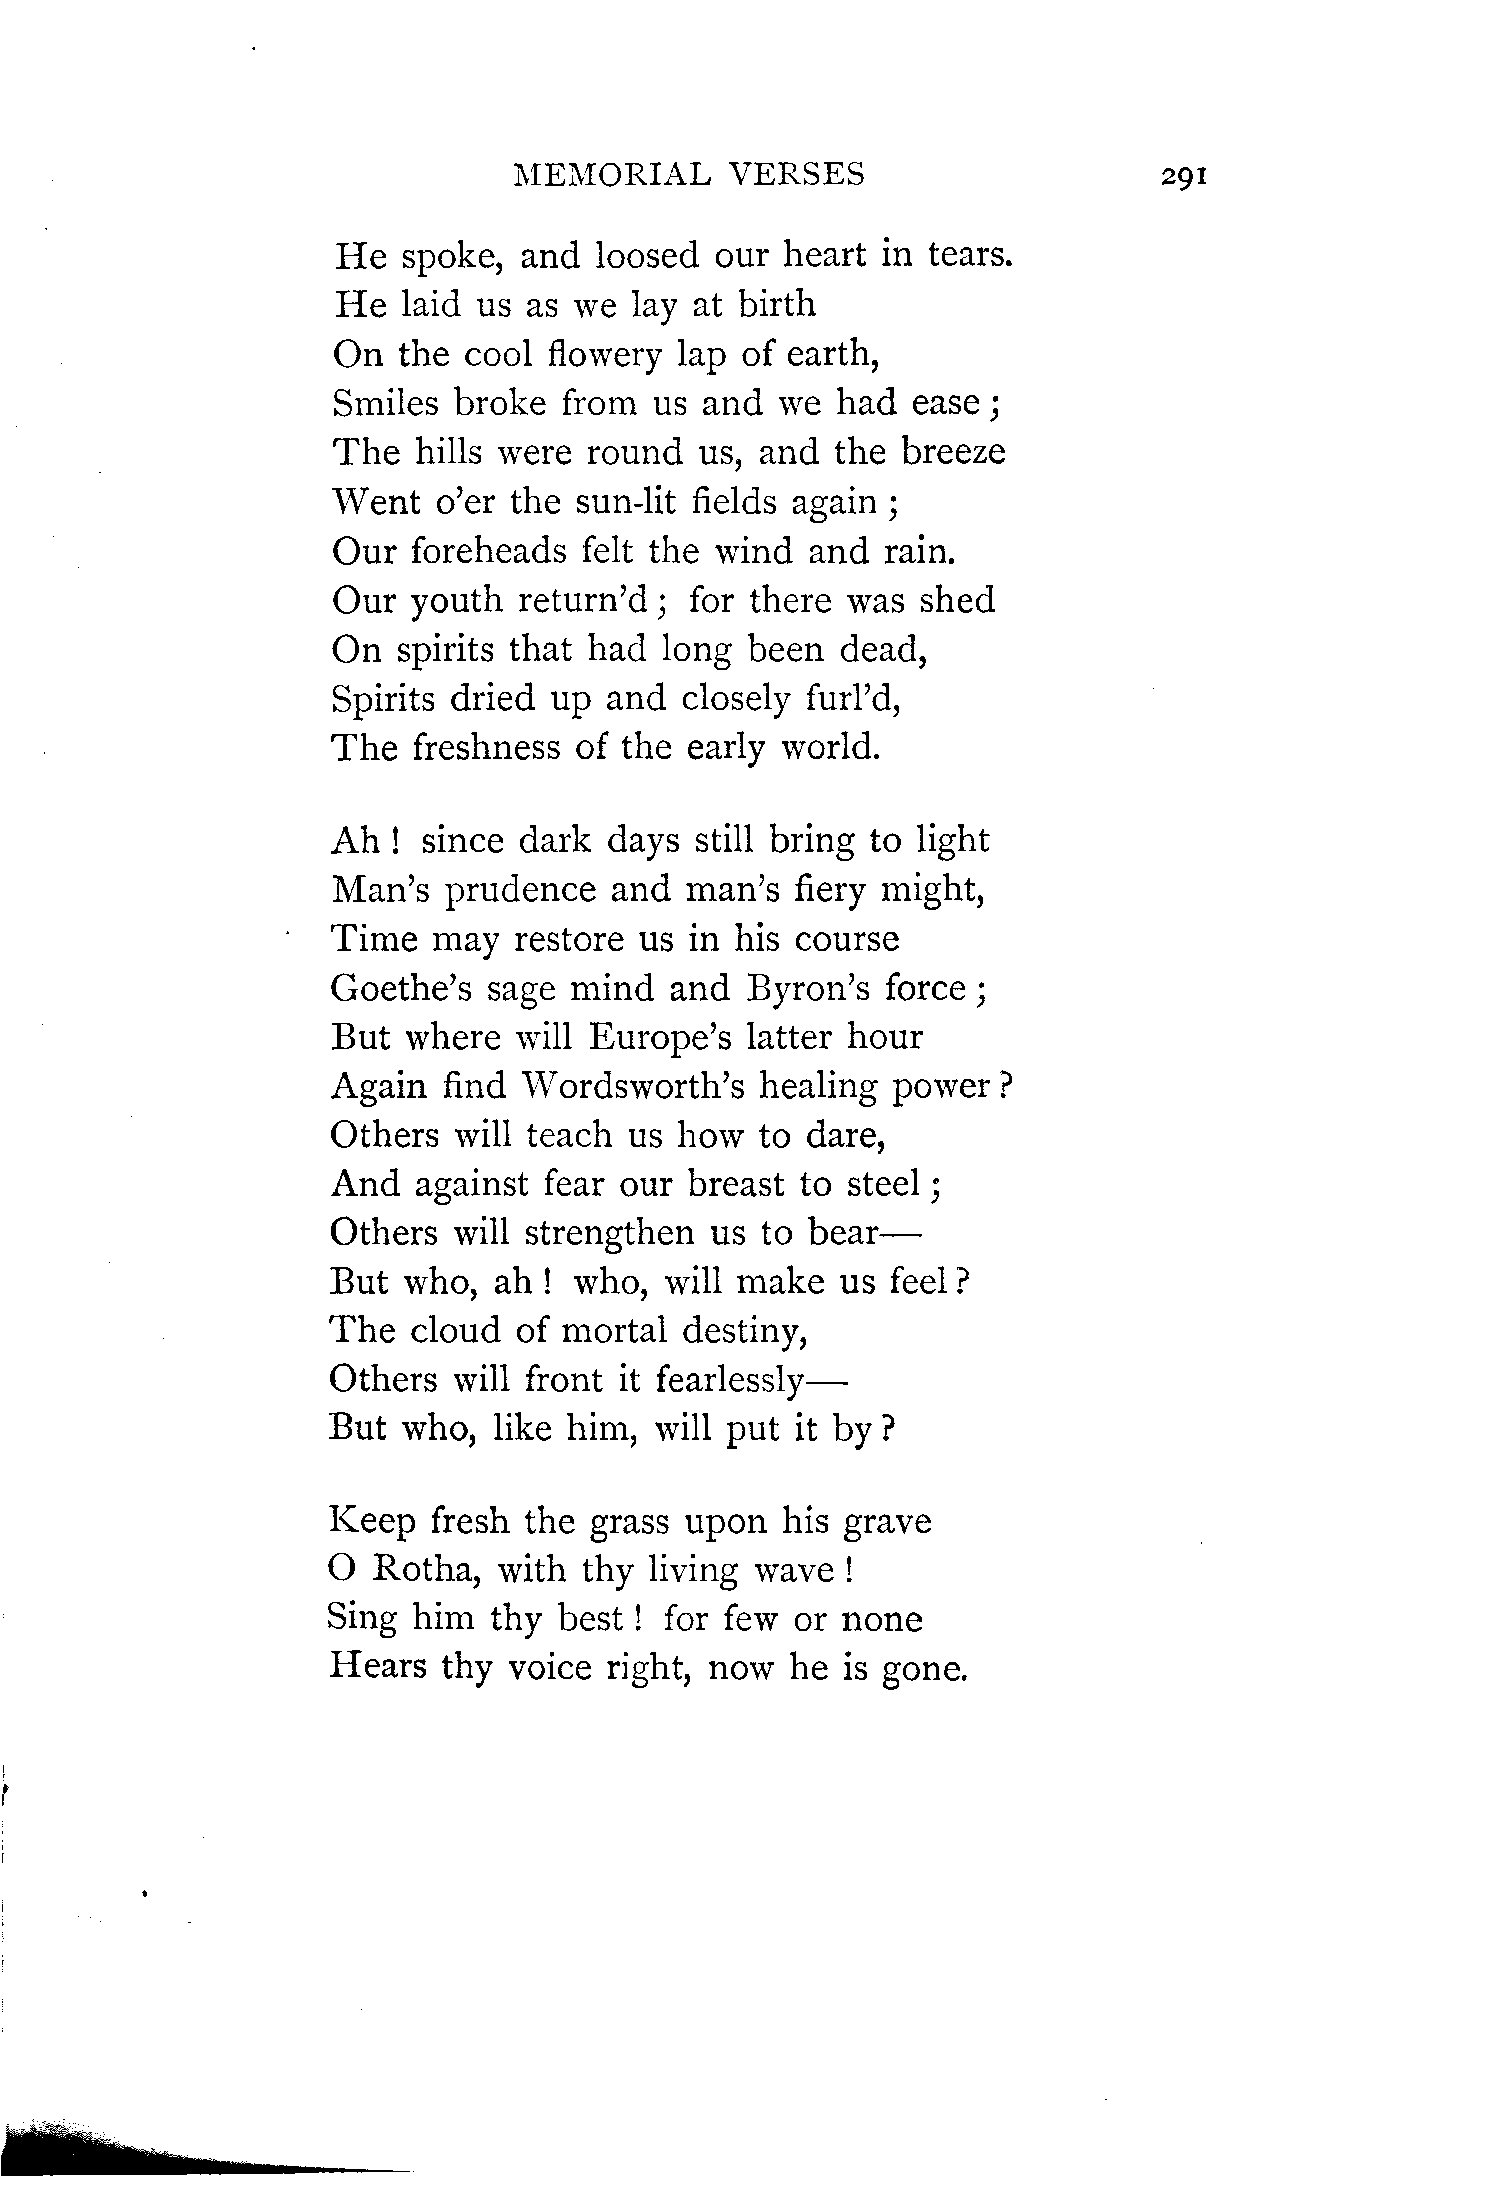 MEMORIAL VERSES 291
He spoke, and loosed our heart in tears.
He laid us as we lay at birth
On the cool flowery lap of earth,
Smiles broke from us and we had ease;
The hills were round us, and the breeze
Went o'er the sun-lit fields again;
Our foreheads felt the wind and rain.
Our youth return'd; for there was shed
On spirits that had long been dead,
Spirits dried up and closely furl'd,
The freshness of the early world.

Ah! since dark days still bring to light
Man's prudence and man's fiery might,
Time may restore us in his course
Goethe's sage mind and Byron's force;
But where will Europe's latter hour
Again find Wordsworth's healing power?
Others will teach us how to dare,
And against fear our breast to steel;
Others will strengthen us to bear—
But who, ah! who, will make us feel?
The cloud of mortal destiny,
Others will front it fearlessly—
But who, like him, will put it by?

Keep fresh the grass upon his grave
O Rotha, with thy living wave!
Sing him thy best! for few or none
Hears thy voice right, now he is gone.